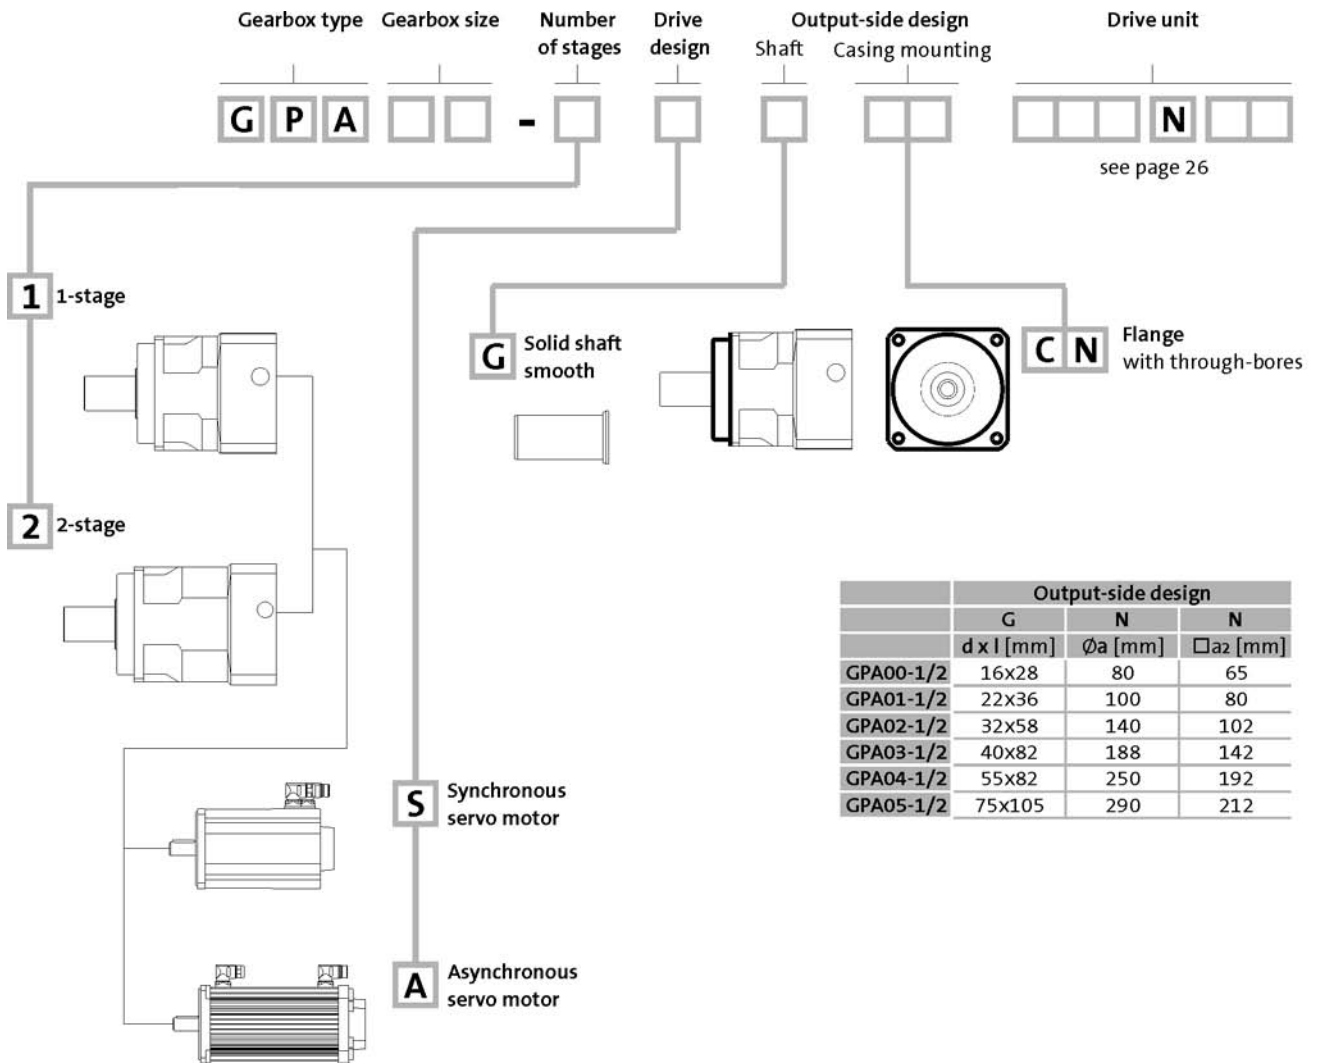 Gearbox type Gearbox size Number of stages Drive design Output-side design Drive unit
Shaft Casing mounting
G P A - N
see page 26
1 1-stage
G Solid shaft
smooth
C N Flange
with through-bores
2 2-stage
Output-side design
G N N
d x l [mm] Øa [mm] □a2 [mm]
GPA00-1/2 16x28 80 65
GPA01-1/2 22x36 100 80
GPA02-1/2 32x58 140 102
GPA03-1/2 40x82 188 142
GPA04-1/2 55x82 250 192
GPA05-1/2 75x105 290 212
S Synchronous
servo motor
A Asynchronous
servo motor